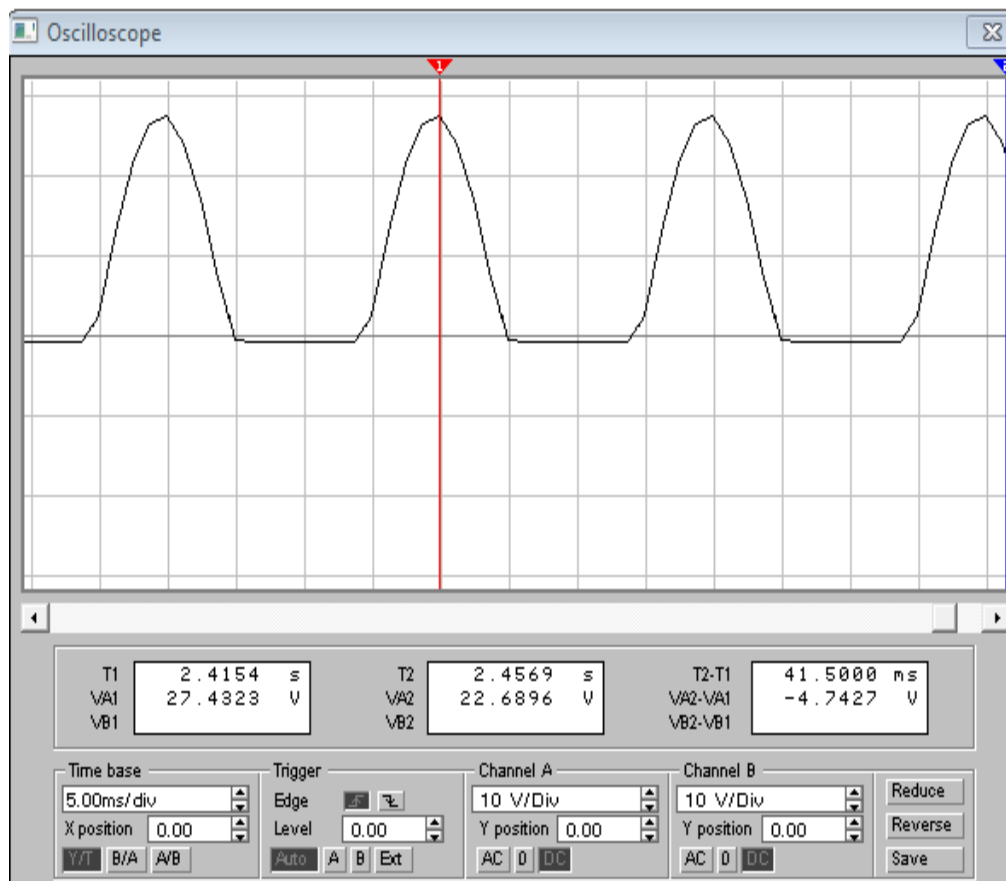 Oscilloscope
1
T1 2.4154 s
VA1 27.4323 V
VB1
T2 2.4569 s
VA2 22.6896 V
VB2
T2-T1 41.5000 ms
VA2-VA1 -4.7427 V
VB2-VB1
Time base
5.00ms/div
X position 0.00
Y/T B/A A/B
Trigger
Edge
Level 0.00
Auto A B Ext
Channel A
10 V/Div
Y position 0.00
AC 0 DC
Channel B
10 V/Div
Y position 0.00
AC 0 DC
Reduce
Reverse
Save